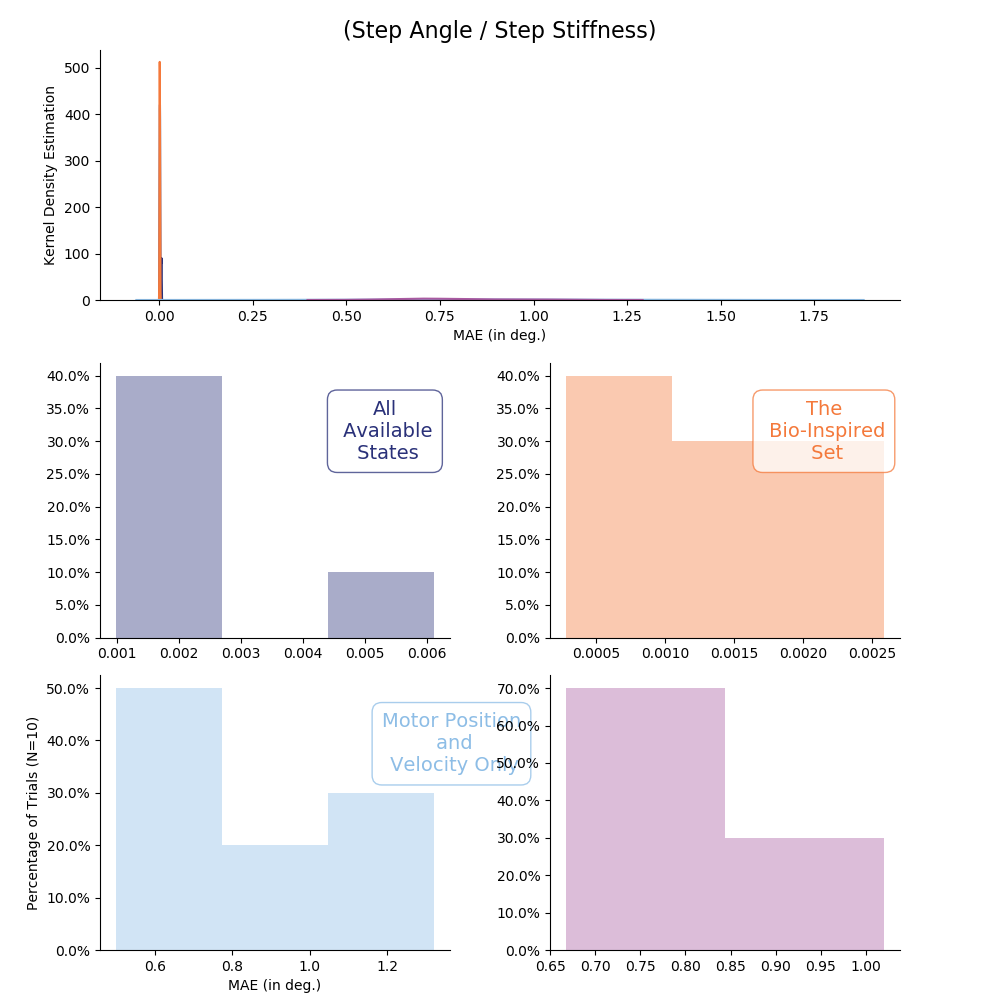 (Step Angle / Step Stiffness)
500
400
300
200
100
0
Kernel Density Estimation
0.00 0.25 0.50 0.75 1.00 1.25 1.50 1.75
MAE (in deg.)
40.0%
35.0%
30.0%
25.0%
20.0%
15.0%
10.0%
5.0%
0.0%
All
Available
States
0.001 0.002 0.003 0.004 0.005 0.006
40.0%
35.0%
30.0%
25.0%
20.0%
15.0%
10.0%
5.0%
0.0%
The
Bio-Inspired
Set
0.0005 0.0010 0.0015 0.0020 0.0025
50.0%
40.0%
30.0%
20.0%
10.0%
0.0%
Percentage of Trials (N=10)
Motor Position
and
Velocity Only
0.6 0.8 1.0 1.2
MAE (in deg.)
70.0%
60.0%
50.0%
40.0%
30.0%
20.0%
10.0%
0.0%
0.65 0.70 0.75 0.80 0.85 0.90 0.95 1.00